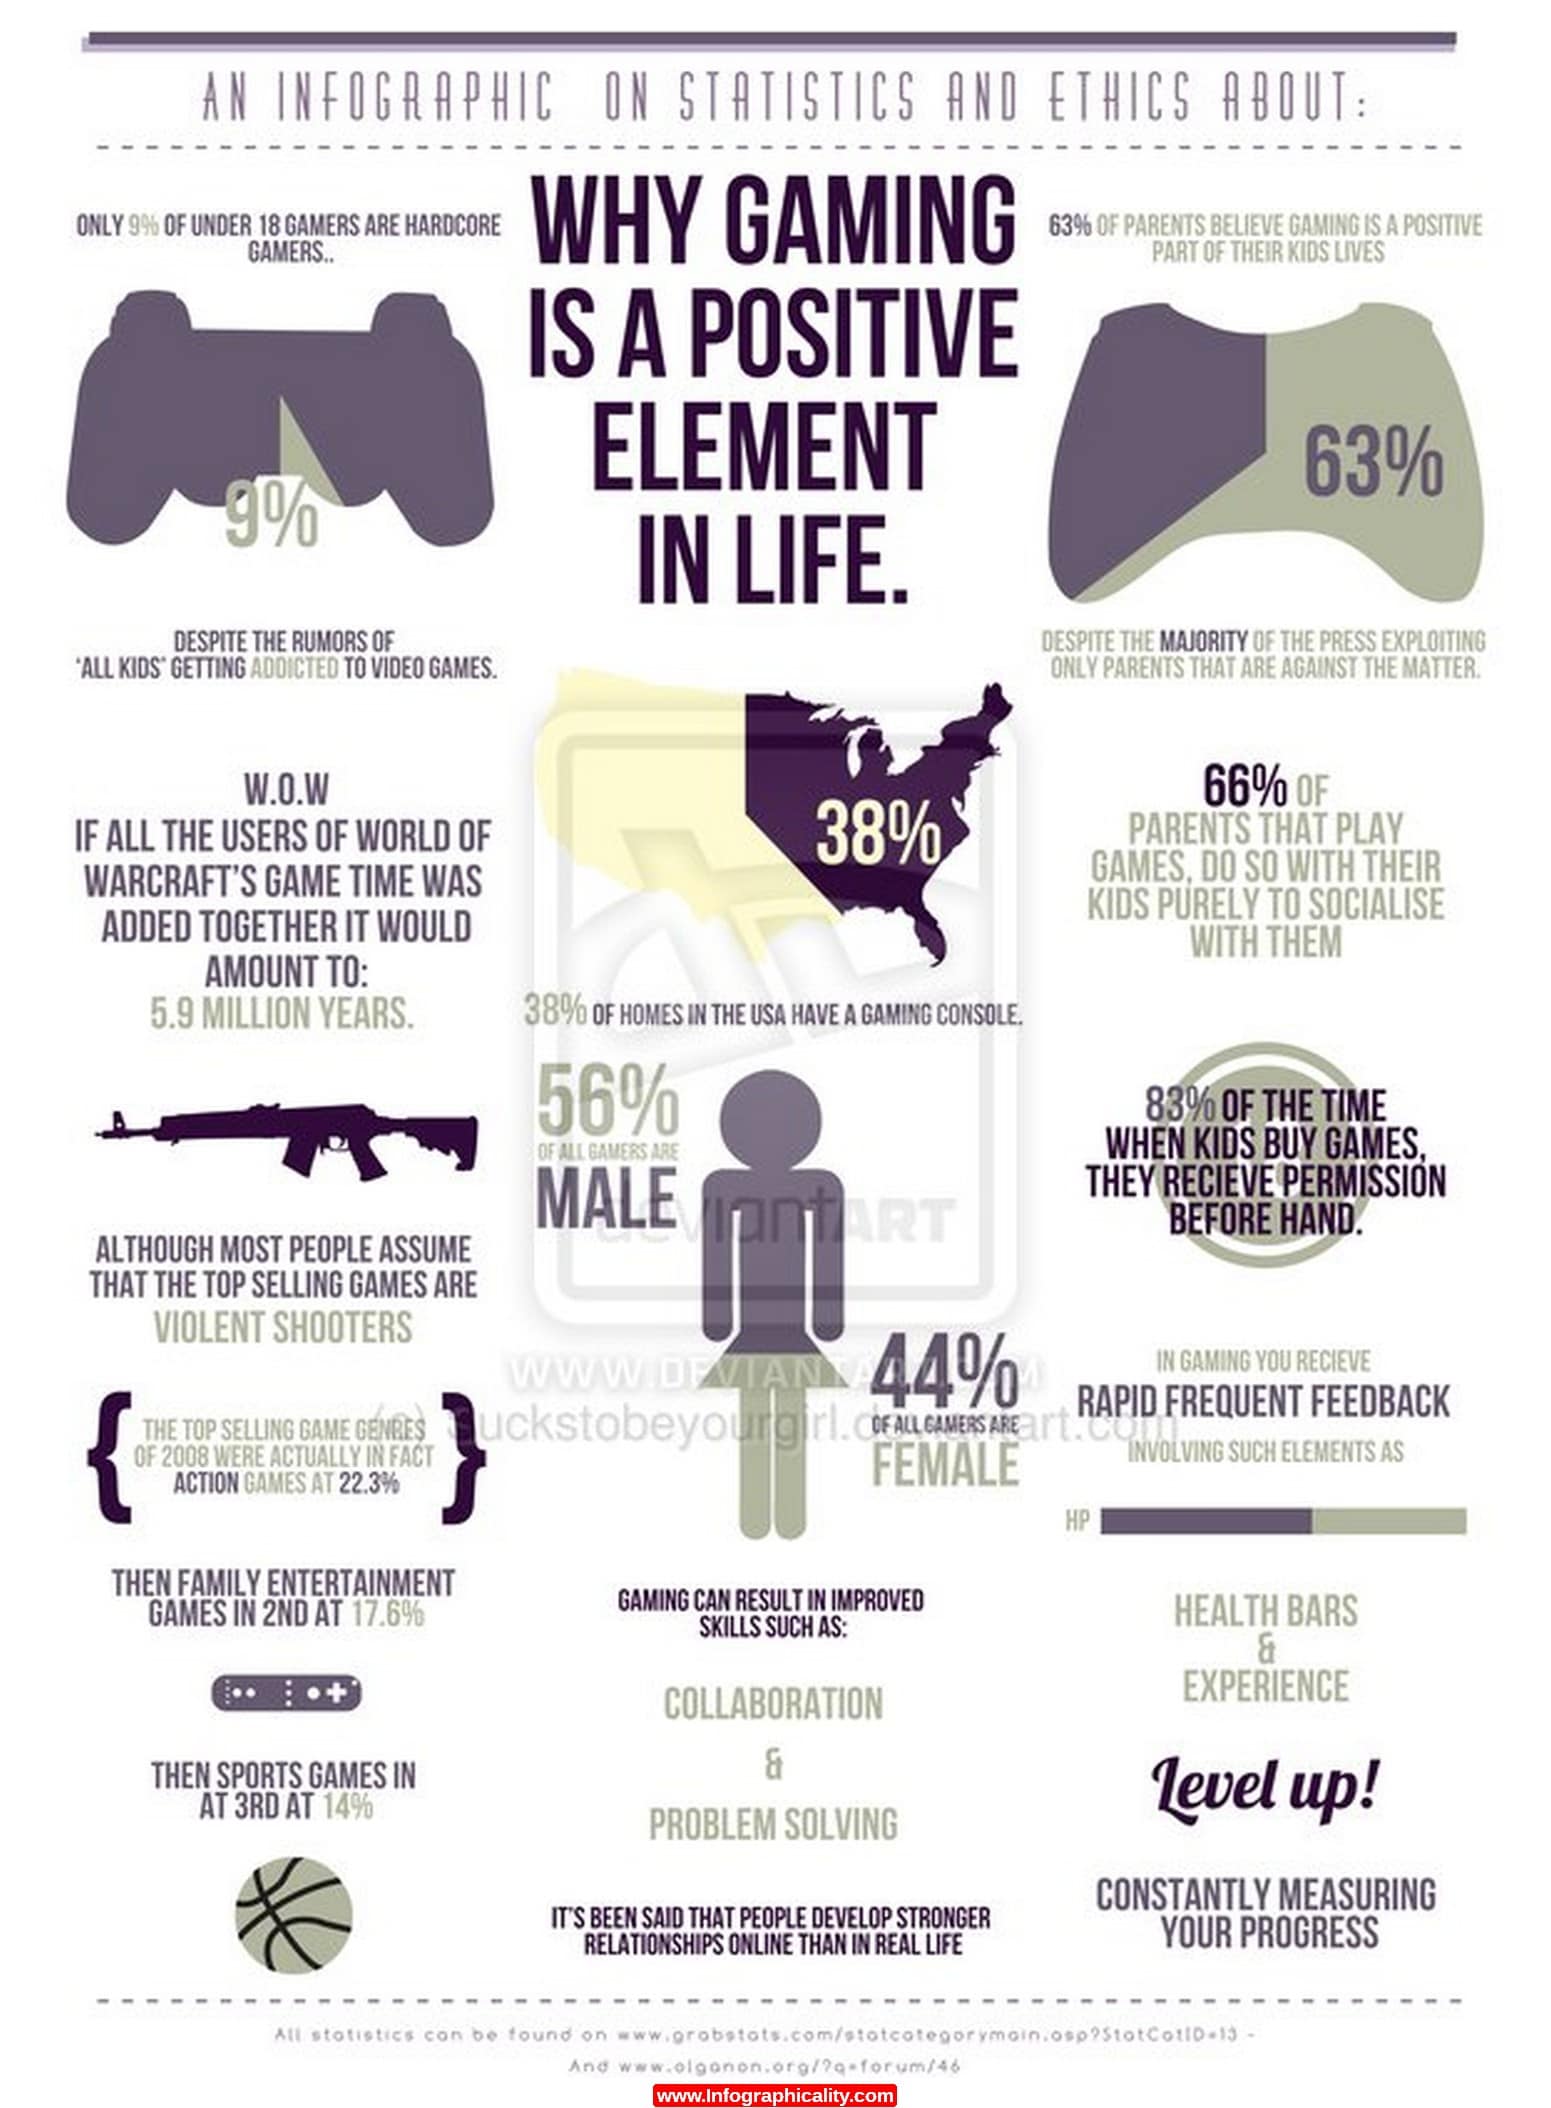 AN INFOGRAPHIC ON STATISTICS AND ETHICS ABOUT:
WHY GAMING
IS A POSITIVE
ELEMENT
IN LIFE.
ONLY 9% OF UNDER 18 GAMERS ARE HARDCORE
GAMERS..
9%
DESPITE THE RUMORS OF
'ALL KIDS' GETTING ADDICTED TO VIDEO GAMES.
63% OF PARENTS BELIEVE GAMING IS A POSITIVE
PART OF THEIR KIDS LIVES
63%
DESPITE THE MAJORITY OF THE PRESS EXPLOITING
ONLY PARENTS THAT ARE AGAINST THE MATTER.
W.O.W
IF ALL THE USERS OF WORLD OF
WARCRAFT'S GAME TIME WAS
ADDED TOGETHER IT WOULD
AMOUNT TO:
5.9 MILLION YEARS.
ALTHOUGH MOST PEOPLE ASSUME
THAT THE TOP SELLING GAMES ARE
VIOLENT SHOOTERS
THE TOP SELLING GAME GENRES
OF 2008 WERE ACTUALLY IN FACT
ACTION GAMES AT 22.3%
THEN FAMILY ENTERTAINMENT
GAMES IN 2ND AT 17.6%
THEN SPORTS GAMES IN
AT 3RD AT 14%
38%
38% OF HOMES IN THE USA HAVE A GAMING CONSOLE.
56%
OF ALL GAMERS ARE
MALE
deviantART
44%
OF ALL GAMERS ARE
FEMALE
WWW.DEVIANTART.COM
(c) suckstobeyourgirl.deviantart.com
GAMING CAN RESULT IN IMPROVED
SKILLS SUCH AS:
COLLABORATION
&
PROBLEM SOLVING
IT'S BEEN SAID THAT PEOPLE DEVELOP STRONGER
RELATIONSHIPS ONLINE THAN IN REAL LIFE
66% OF
PARENTS THAT PLAY
GAMES, DO SO WITH THEIR
KIDS PURELY TO SOCIALISE
WITH THEM
83% OF THE TIME
WHEN KIDS BUY GAMES,
THEY RECIEVE PERMISSION
BEFORE HAND.
IN GAMING YOU RECIEVE
RAPID FREQUENT FEEDBACK
INVOLVING SUCH ELEMENTS AS
HP
HEALTH BARS
&
EXPERIENCE
Level up!
CONSTANTLY MEASURING
YOUR PROGRESS
All statistics can be found on www.grabstats.com/statcategorymain.asp?StatCatID=13 -
And www.olganon.org/?q=forum/46
www.Infographicality.com